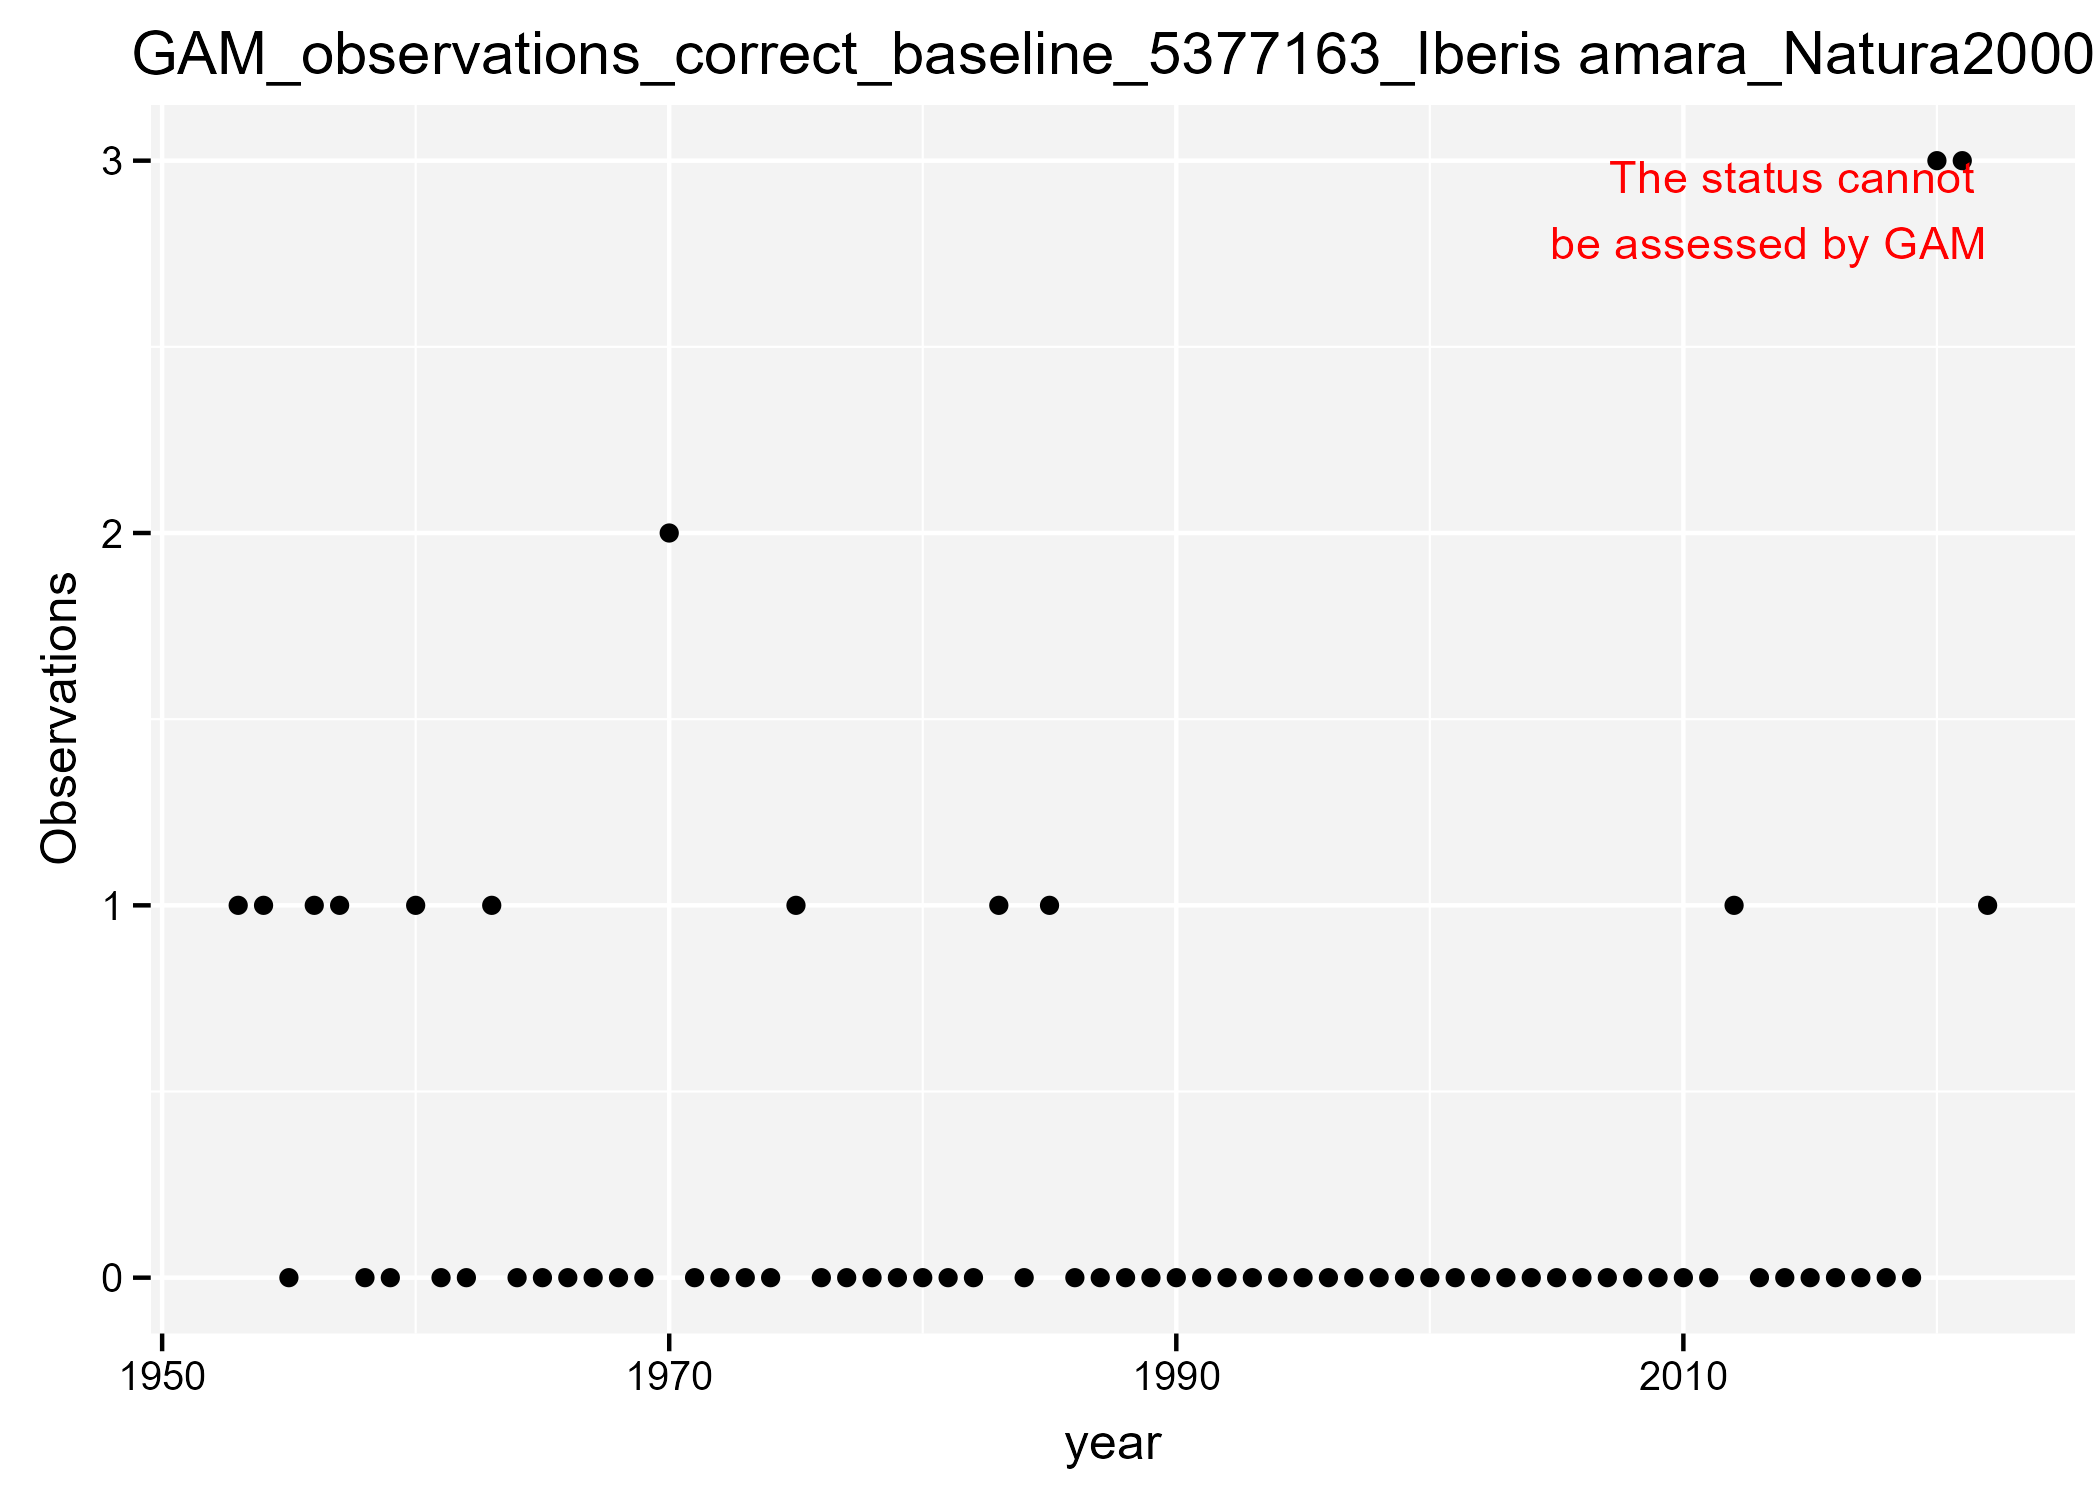 GAM_observations_correct_baseline_5377163_Iberis amara_Natura2000
3
The status cannot
be assessed by GAM
2
Observations
1
0
1950 1970 1990 2010
year